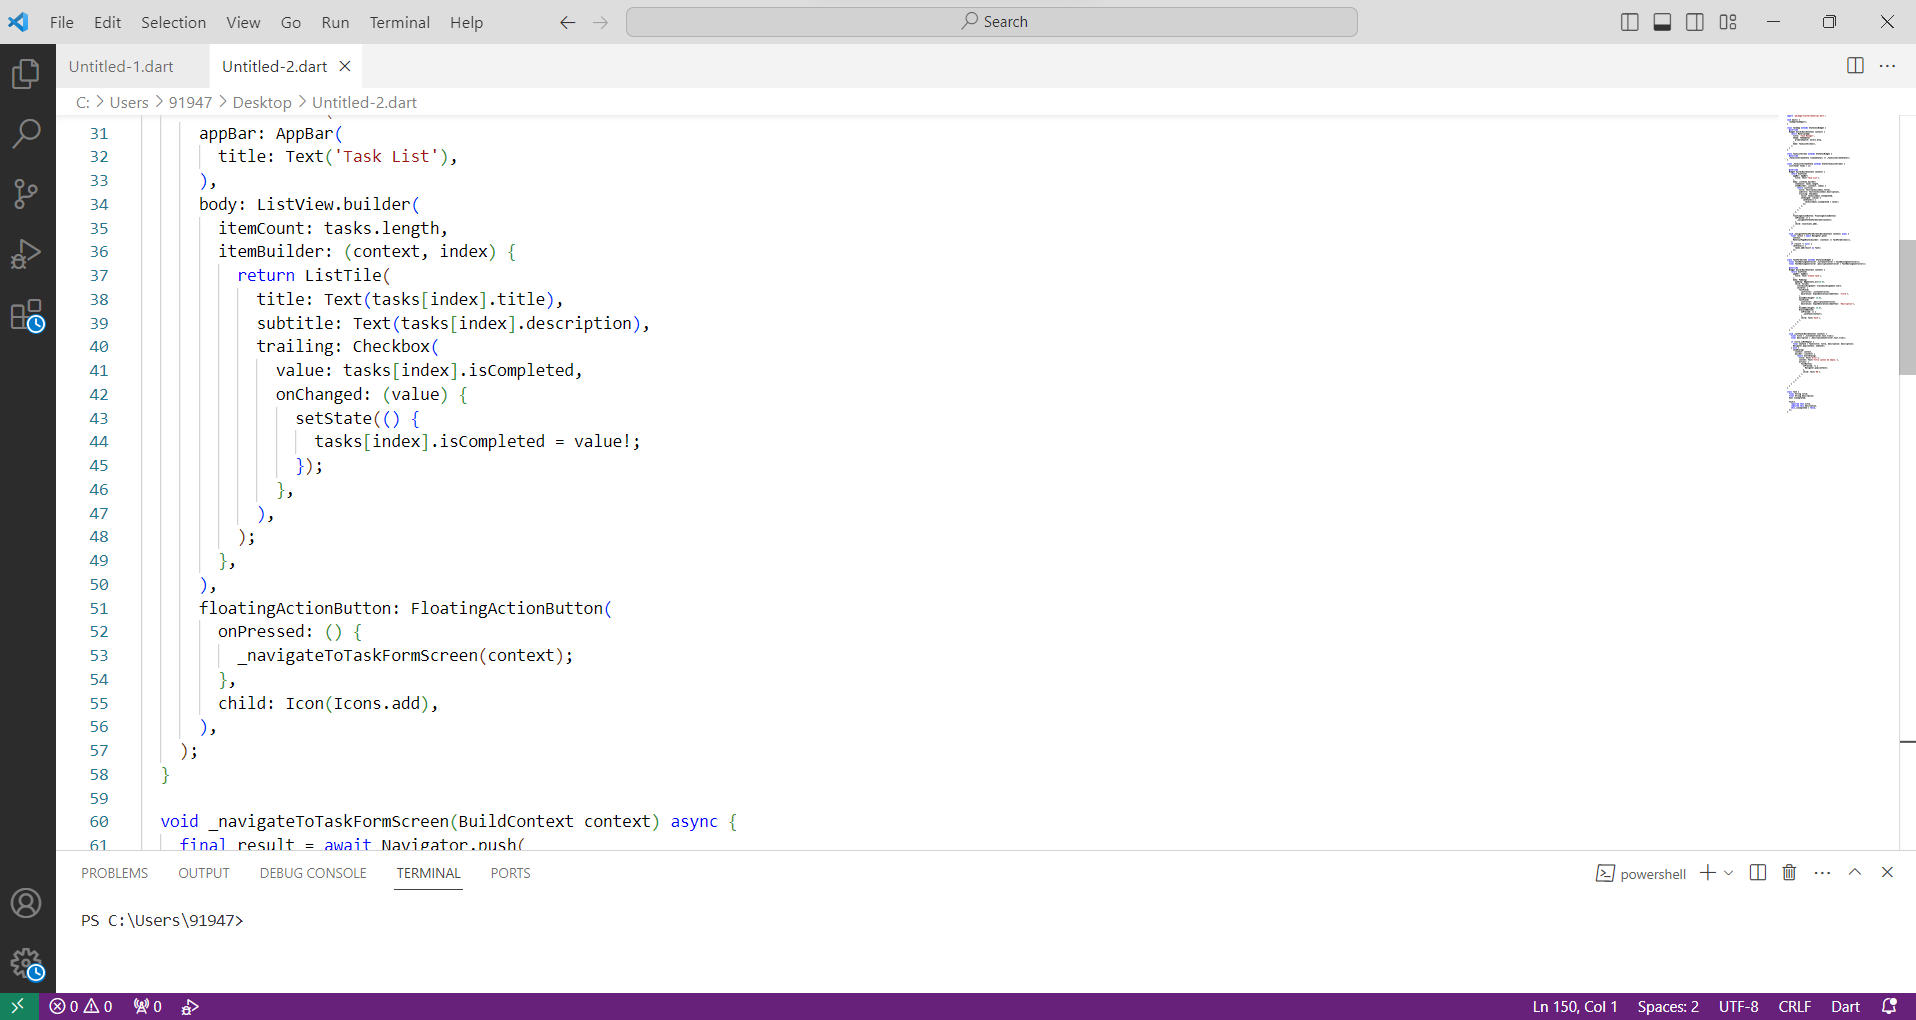 File Edit Selection View Go Run Terminal Help Search
Untitled-1.dart Untitled-2.dart
C: > Users > 91947 > Desktop > Untitled-2.dart
31 appBar: AppBar(
32 title: Text('Task List'),
33 ),
34 body: ListView.builder(
35 itemCount: tasks.length,
36 itemBuilder: (context, index) {
37 return ListTile(
38 title: Text(tasks[index].title),
39 subtitle: Text(tasks[index].description),
40 trailing: Checkbox(
41 value: tasks[index].isCompleted,
42 onChanged: (value) {
43 setState(() {
44 tasks[index].isCompleted = value!;
45 });
46 },
47 ),
48 );
49 },
50 ),
51 floatingActionButton: FloatingActionButton(
52 onPressed: () {
53 _navigateToTaskFormScreen(context);
54 },
55 child: Icon(Icons.add),
56 ),
57 );
58 }
59
60 void _navigateToTaskFormScreen(BuildContext context) async {
61 final result = await Navigator.push(
PROBLEMS OUTPUT DEBUG CONSOLE TERMINAL PORTS powershell
PS C:\Users\91947>
0 0 0 Ln 150, Col 1 Spaces: 2 UTF-8 CRLF Dart